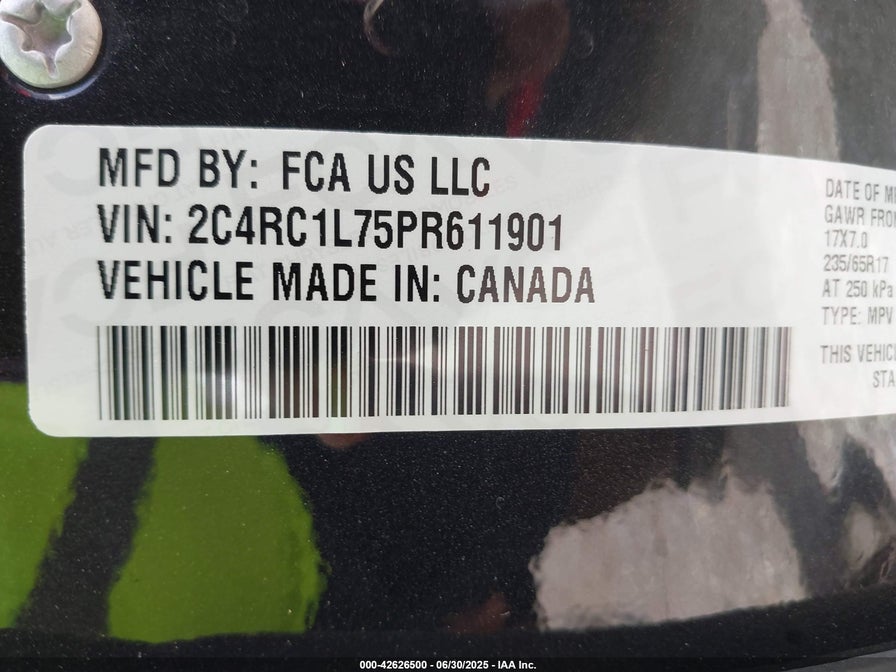 MFD BY: FCA US LLC
VIN: 2C4RC1L75PR611901
VEHICLE MADE IN: CANADA
DATE OF M
GAWR FRO
17X7.0
235/65R17
AT 250 kPa
TYPE: MPV
THIS VEHIC
STA
000-42626500 - 06/30/2025 - IAA Inc.